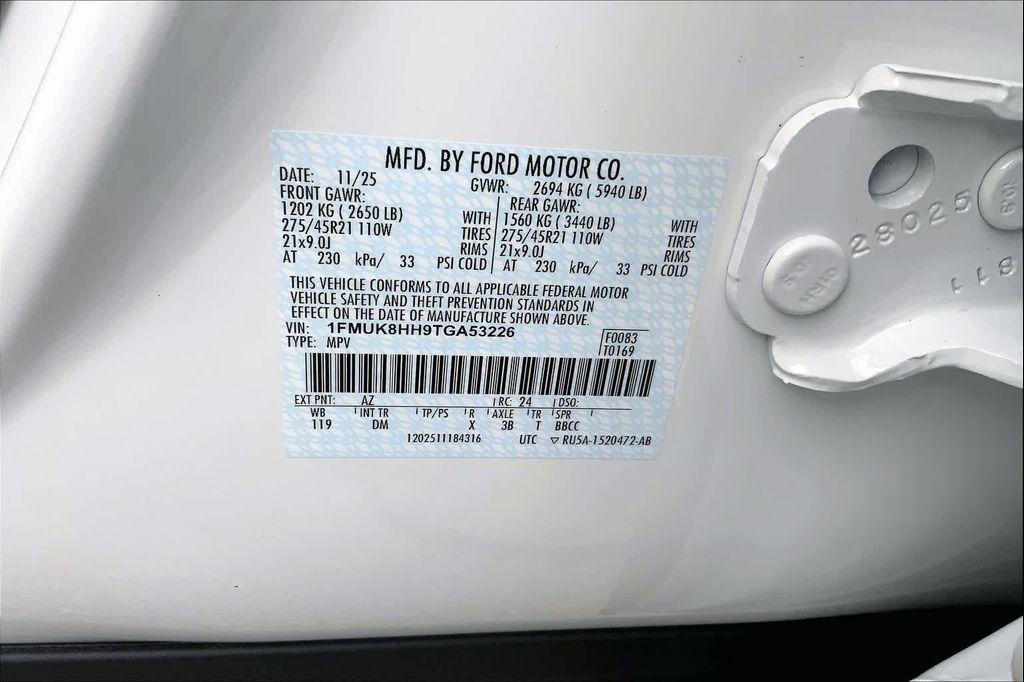 MFD. BY FORD MOTOR CO.
DATE: 11/25 GVWR: 2694 KG ( 5940 LB)
FRONT GAWR: REAR GAWR:
1202 KG ( 2650 LB) WITH 1560 KG ( 3440 LB) WITH
275/45R21 110W TIRES 275/45R21 110W TIRES
21x9.0J RIMS 21x9.0J RIMS
AT 230 kPa/ 33 PSI COLD AT 230 kPa/ 33 PSI COLD
THIS VEHICLE CONFORMS TO ALL APPLICABLE FEDERAL MOTOR
VEHICLE SAFETY AND THEFT PREVENTION STANDARDS IN
EFFECT ON THE DATE OF MANUFACTURE SHOWN ABOVE.
VIN: 1FMUK8HH9TGA53226
TYPE: MPV
F0083
T0169
EXT PNT: AZ RC: 24 DSO:
WB INT TR TP/PS R AXLE TR SPR
119 DM X 3B T BBCC
1202511184316 UTC ▽ RU5A-1520472-AB
28025
811